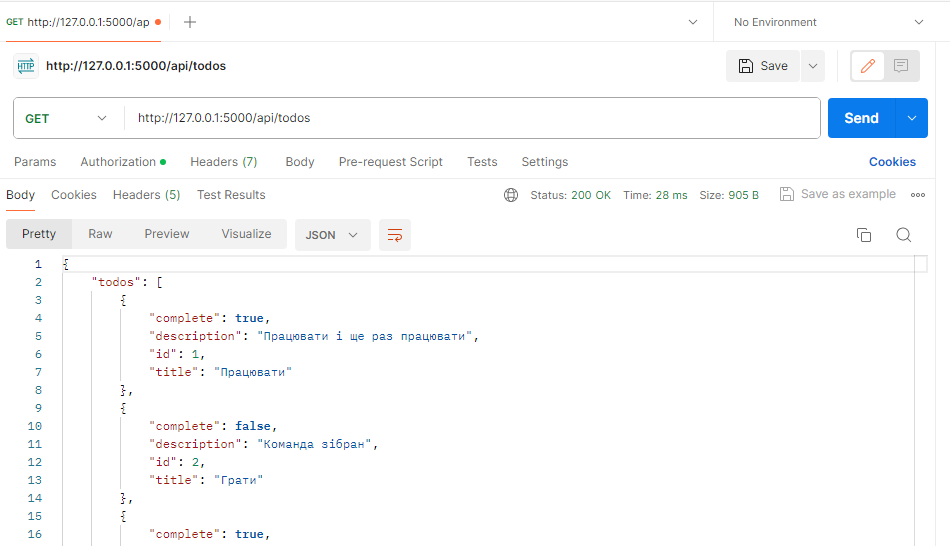 GET http://127.0.0.1:5000/ap
No Environment
HTTP http://127.0.0.1:5000/api/todos
Save
GET http://127.0.0.1:5000/api/todos Send
Params Authorization Headers (7) Body Pre-request Script Tests Settings Cookies
Body Cookies Headers (5) Test Results Status: 200 OK Time: 28 ms Size: 905 B Save as example
Pretty Raw Preview Visualize JSON
1 {
2 "todos": [
3 {
4 "complete": true,
5 "description": "Працювати і ще раз працювати",
6 "id": 1,
7 "title": "Працювати"
8 },
9 {
10 "complete": false,
11 "description": "Команда зібран",
12 "id": 2,
13 "title": "Грати"
14 },
15 {
16 "complete": true,